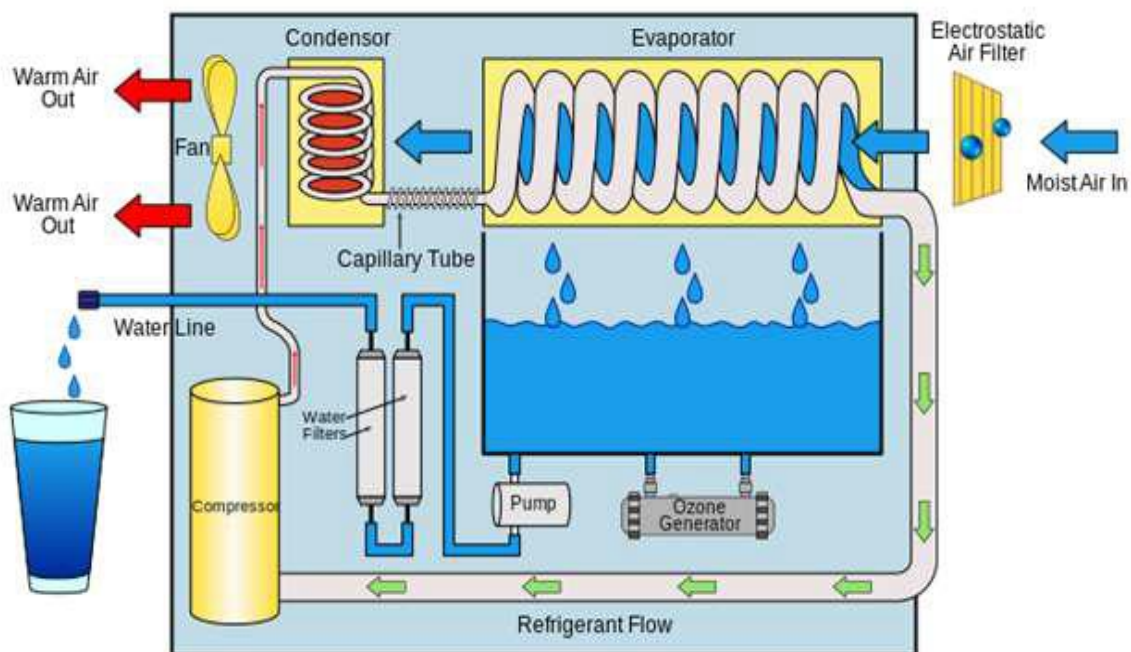 Condensor
Evaporator
Electrostatic
Air Filter
Warm Air
Out
Fan
Moist Air In
Warm Air
Out
Capillary Tube
Water Line
Water
Filters
Compressor
Pump
Ozone
Generator
Refrigerant Flow